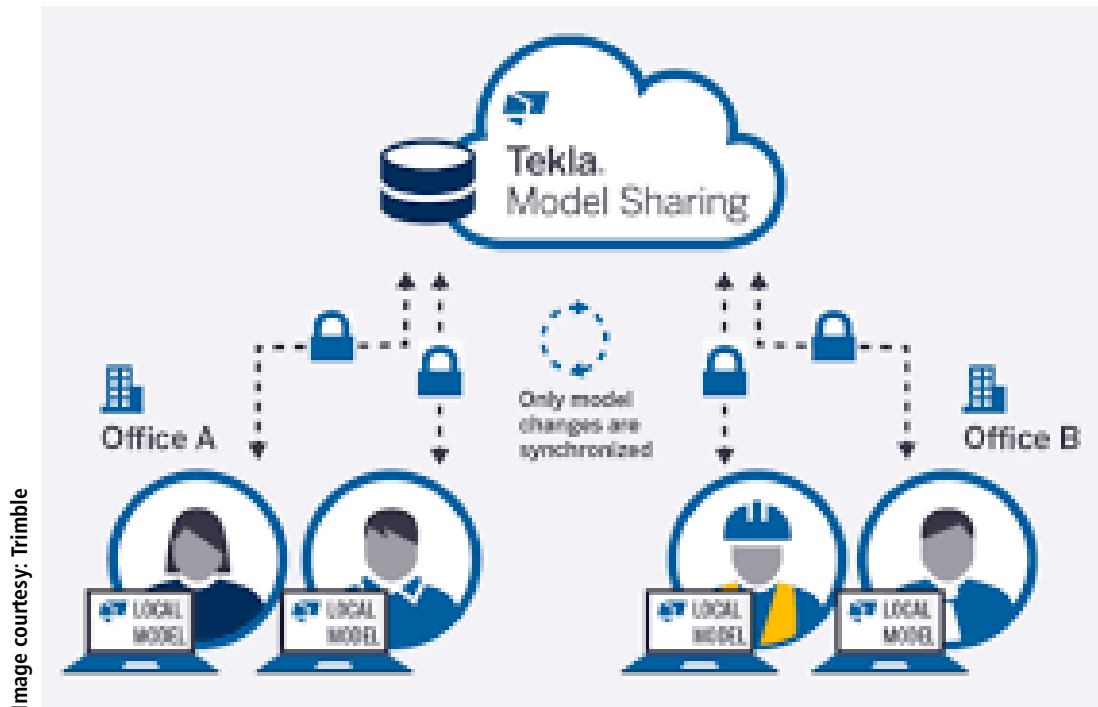 Tekla.
Model Sharing
Only model
changes are
synchronized
Office A
Office B
LOCAL
MODEL
LOCAL
MODEL
LOCAL
MODEL
LOCAL
MODEL
Image courtesy: Trimble